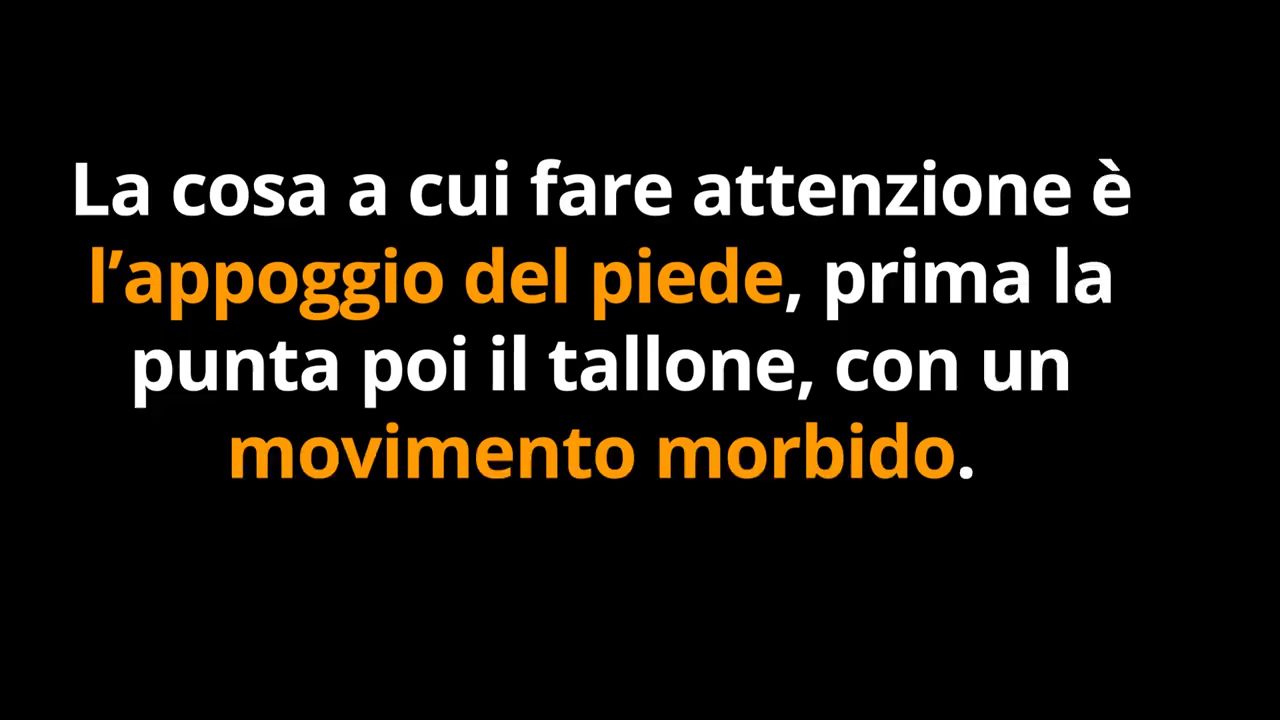 La cosa a cui fare attenzione è
l’appoggio del piede, prima la
punta poi il tallone, con un
movimento morbido.